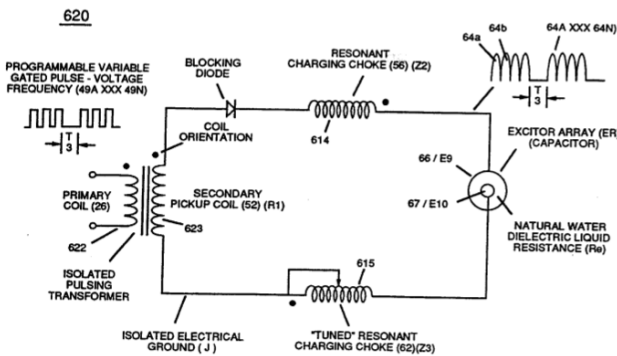 620
PROGRAMMABLE VARIABLE
GATED PULSE - VOLTAGE
FREQUENCY (49A XXX 49N)
T
3
BLOCKING
DIODE
RESONANT
CHARGING CHOKE (56) (Z2)
614
64a
64b
64A XXX 64N)
T
3
COIL
ORIENTATION
EXCITOR ARRAY (ER
(CAPACITOR)
66 / E9
67 / E10
PRIMARY
COIL (26)
SECONDARY
PICKUP COIL (52) (R1)
622
623
NATURAL WATER
DIELECTRIC LIQUID
RESISTANCE (Re)
ISOLATED
PULSING
TRANSFORMER
615
ISOLATED ELECTRICAL
GROUND ( J )
"TUNED" RESONANT
CHARGING CHOKE (62)(Z3)